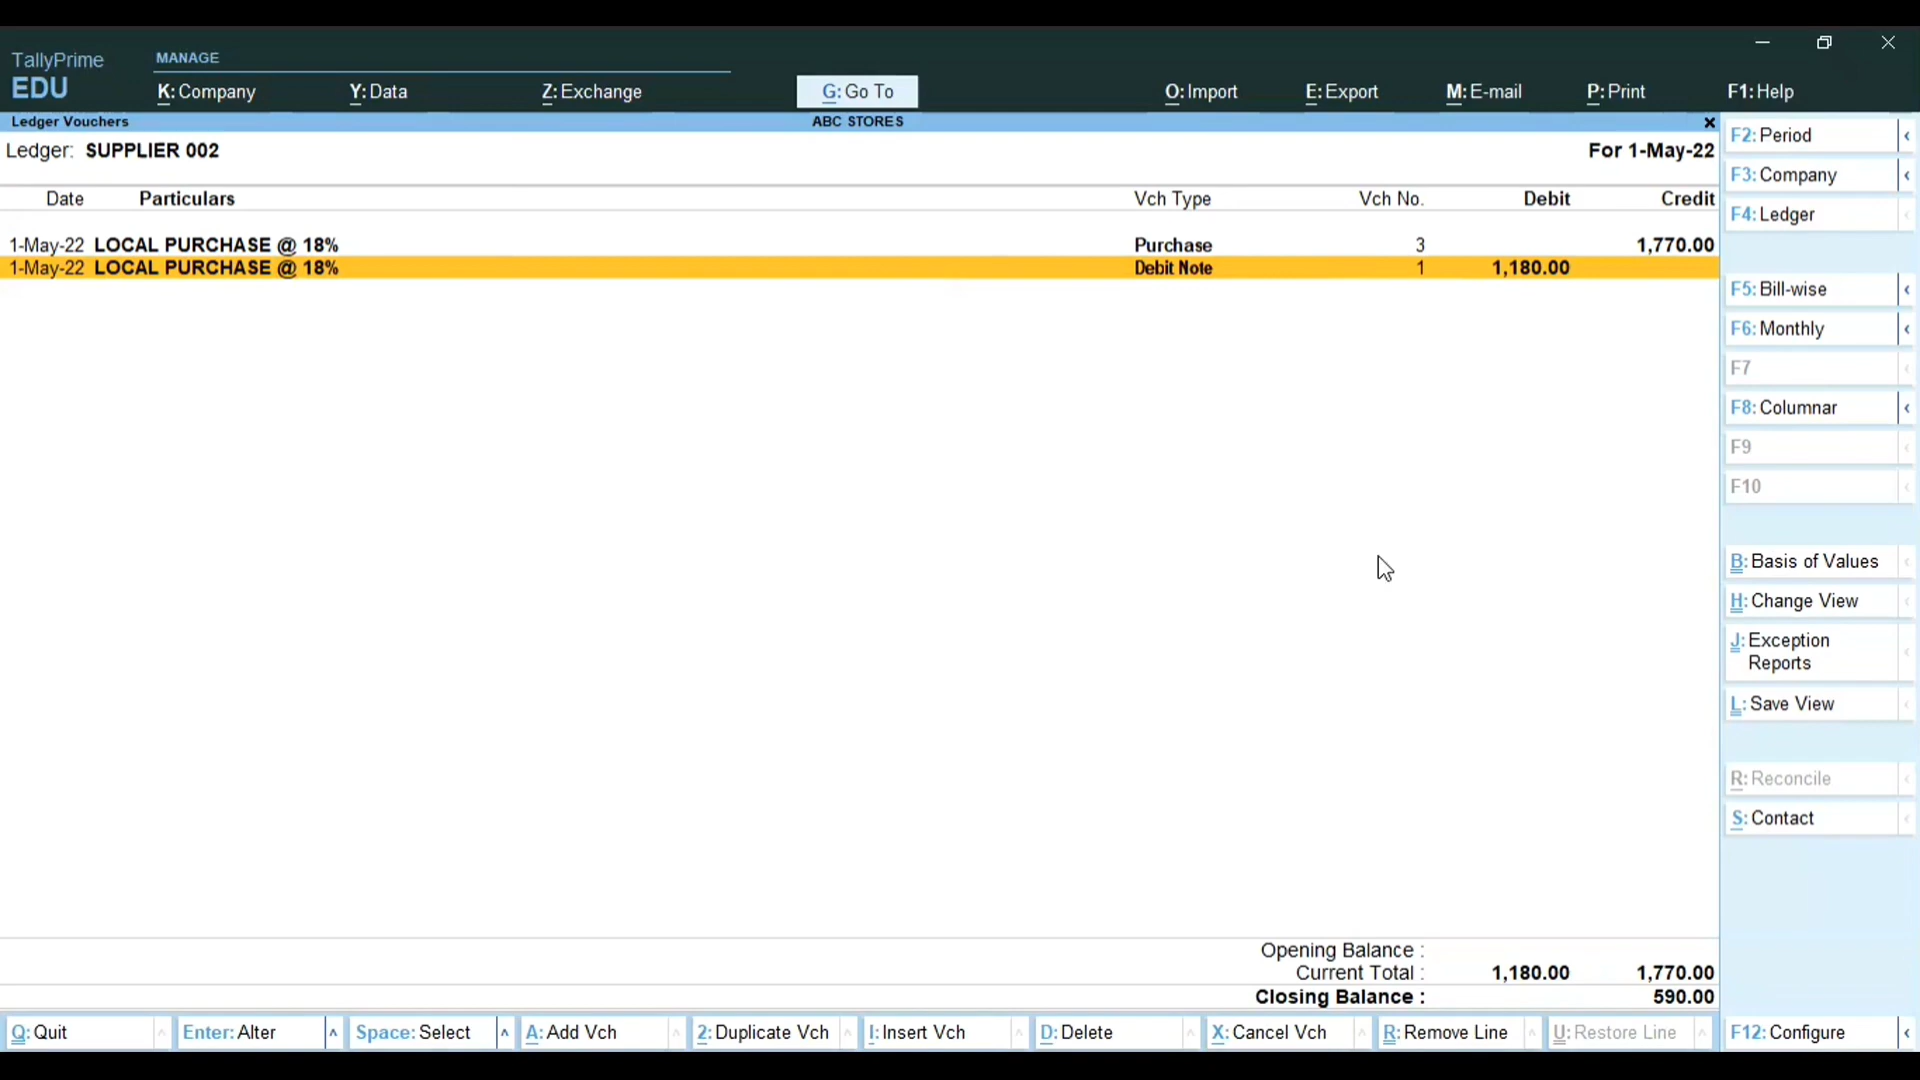 TallyPrime
EDU
MANAGE
K: Company
Y: Data
Z: Exchange
G: Go To
O: Import
E: Export
M: E-mail
P: Print
F1: Help
Ledger Vouchers
ABC STORES
Ledger: SUPPLIER 002
For 1-May-22
Date Particulars Vch Type Vch No. Debit Credit
1-May-22 LOCAL PURCHASE @ 18% Purchase 3 1,770.00
1-May-22 LOCAL PURCHASE @ 18% Debit Note 1 1,180.00
Opening Balance :
Current Total : 1,180.00 1,770.00
Closing Balance : 590.00
F2: Period
F3: Company
F4: Ledger
F5: Bill-wise
F6: Monthly
F7
F8: Columnar
F9
F10
B: Basis of Values
H: Change View
J: Exception
Reports
L: Save View
R: Reconcile
S: Contact
Q: Quit
Enter: Alter
Space: Select
A: Add Vch
2: Duplicate Vch
I: Insert Vch
D: Delete
X: Cancel Vch
R: Remove Line
U: Restore Line
F12: Configure